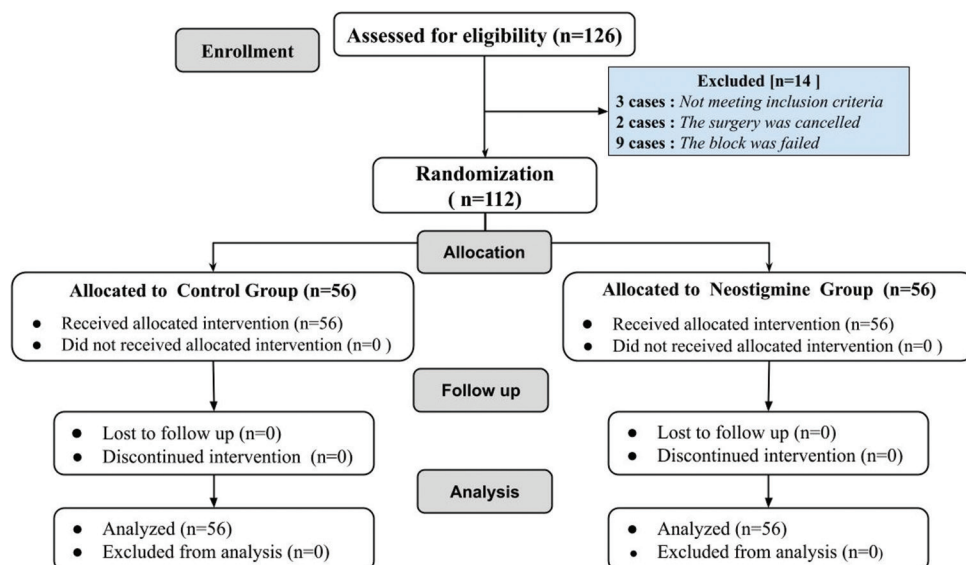 Enrollment
Assessed for eligibility (n=126)
Excluded [n=14 ]
3 cases : Not meeting inclusion criteria
2 cases : The surgery was cancelled
9 cases : The block was failed
Randomization
( n=112)
Allocation
Allocated to Control Group (n=56)
● Received allocated intervention (n=56)
● Did not received allocated intervention (n=0 )
Allocated to Neostigmine Group (n=56)
● Received allocated intervention (n=56)
● Did not received allocated intervention (n=0 )
Follow up
● Lost to follow up (n=0)
● Discontinued intervention (n=0)
● Lost to follow up (n=0)
● Discontinued intervention (n=0)
Analysis
● Analyzed (n=56)
● Excluded from analysis (n=0)
● Analyzed (n=56)
● Excluded from analysis (n=0)